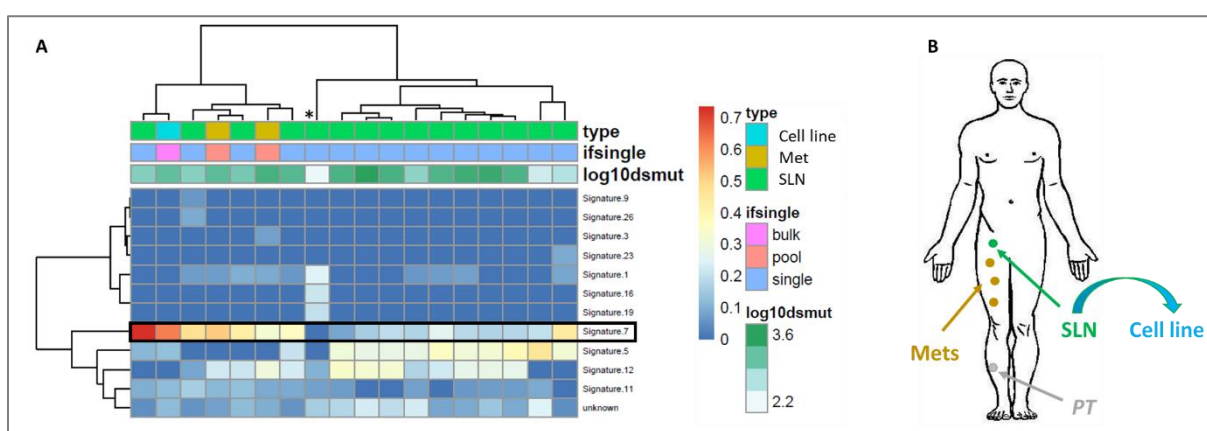 A
*
type
ifsingle
log10dsmut
Signature.9
Signature.26
Signature.3
Signature.23
Signature.1
Signature.16
Signature.19
Signature.7
Signature.5
Signature.12
Signature.11
unknown
0.7
0.6
0.5
0.4
0.3
0.2
0.1
0
type
Cell line
Met
SLN
ifsingle
bulk
pool
single
log10dsmut
3.6
2.2
B
Mets
SLN
Cell line
PT